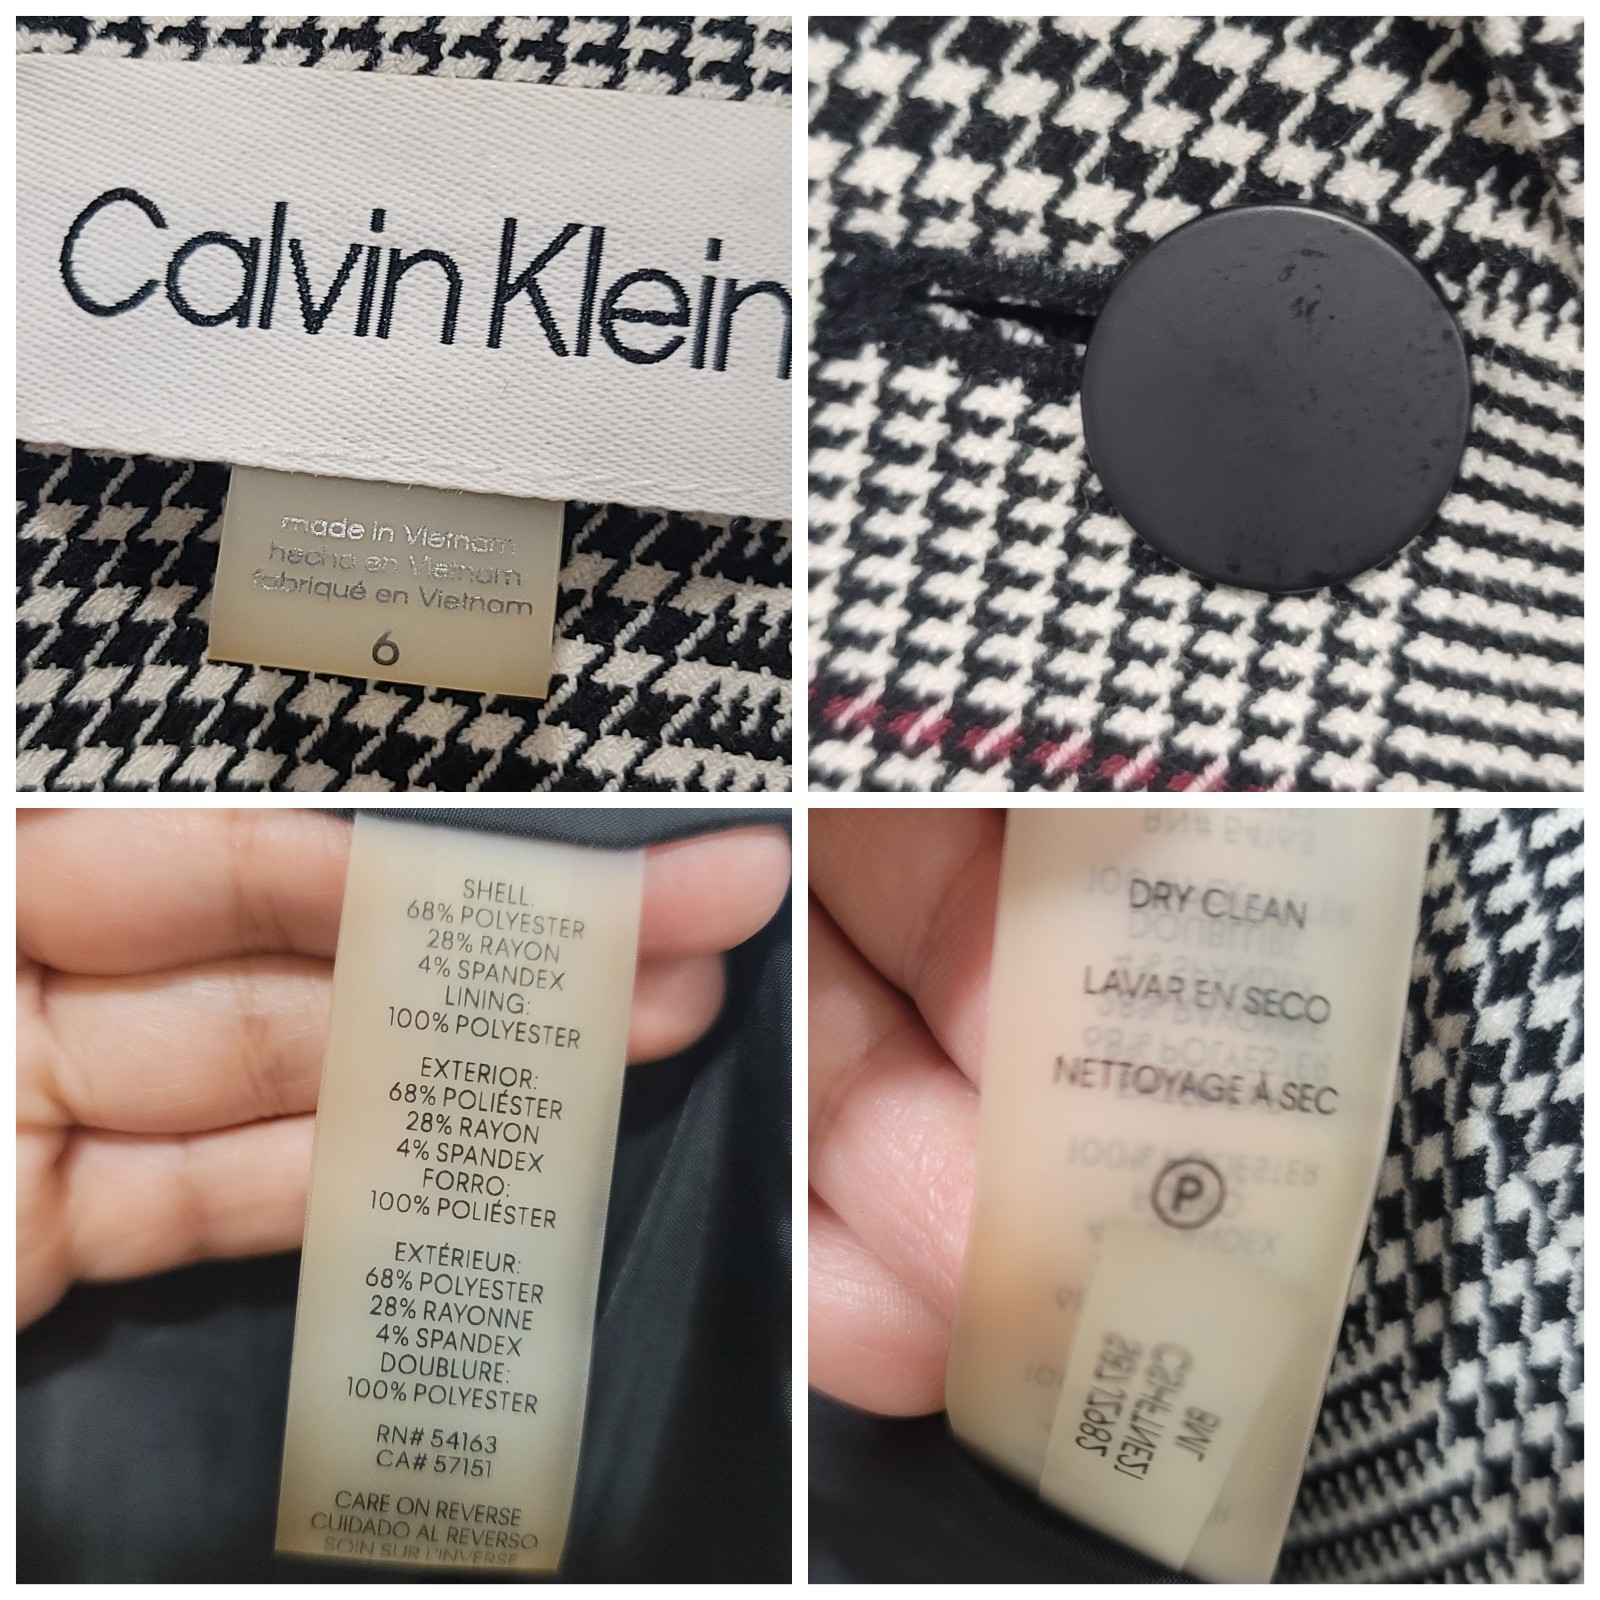 Calvin Klein
made in Vietnam
hecho en Vietnam
fabriqué en Vietnam
6
SHELL:
68% POLYESTER
28% RAYON
4% SPANDEX
LINING:
100% POLYESTER
EXTERIOR:
68% POLIÉSTER
28% RAYON
4% SPANDEX
FORRO:
100% POLIÉSTER
EXTÉRIEUR:
68% POLYESTER
28% RAYONNE
4% SPANDEX
DOUBLURE:
100% POLYESTER
RN# 54163
CA# 57151
CARE ON REVERSE
CUIDADO AL REVERSO
SOIN SUR L'INVERSE
DRY CLEAN
LAVAR EN SECO
NETTOYAGE À SEC
P